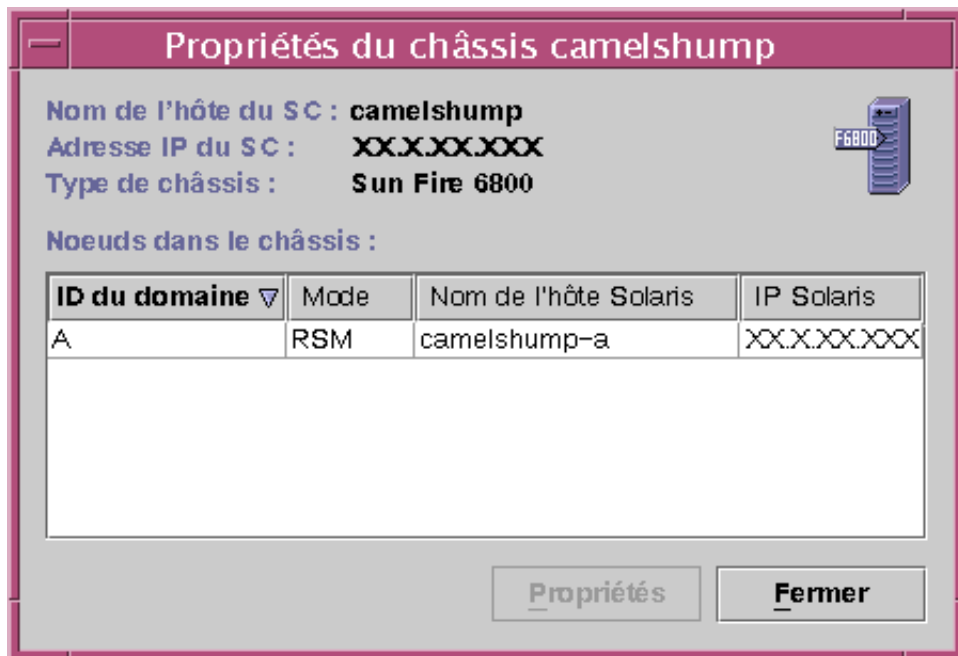 Propriétés du châssis camelshump
Nom de l'hôte du SC : camelshump
Adresse IP du SC : XX.X.XX.XXX
Type de châssis : Sun Fire 6800
F6800
Noeuds dans le châssis :
ID du domaine Mode Nom de l'hôte Solaris IP Solaris
A RSM camelshump-a XX.X.XX.XXX
Propriétés Fermer